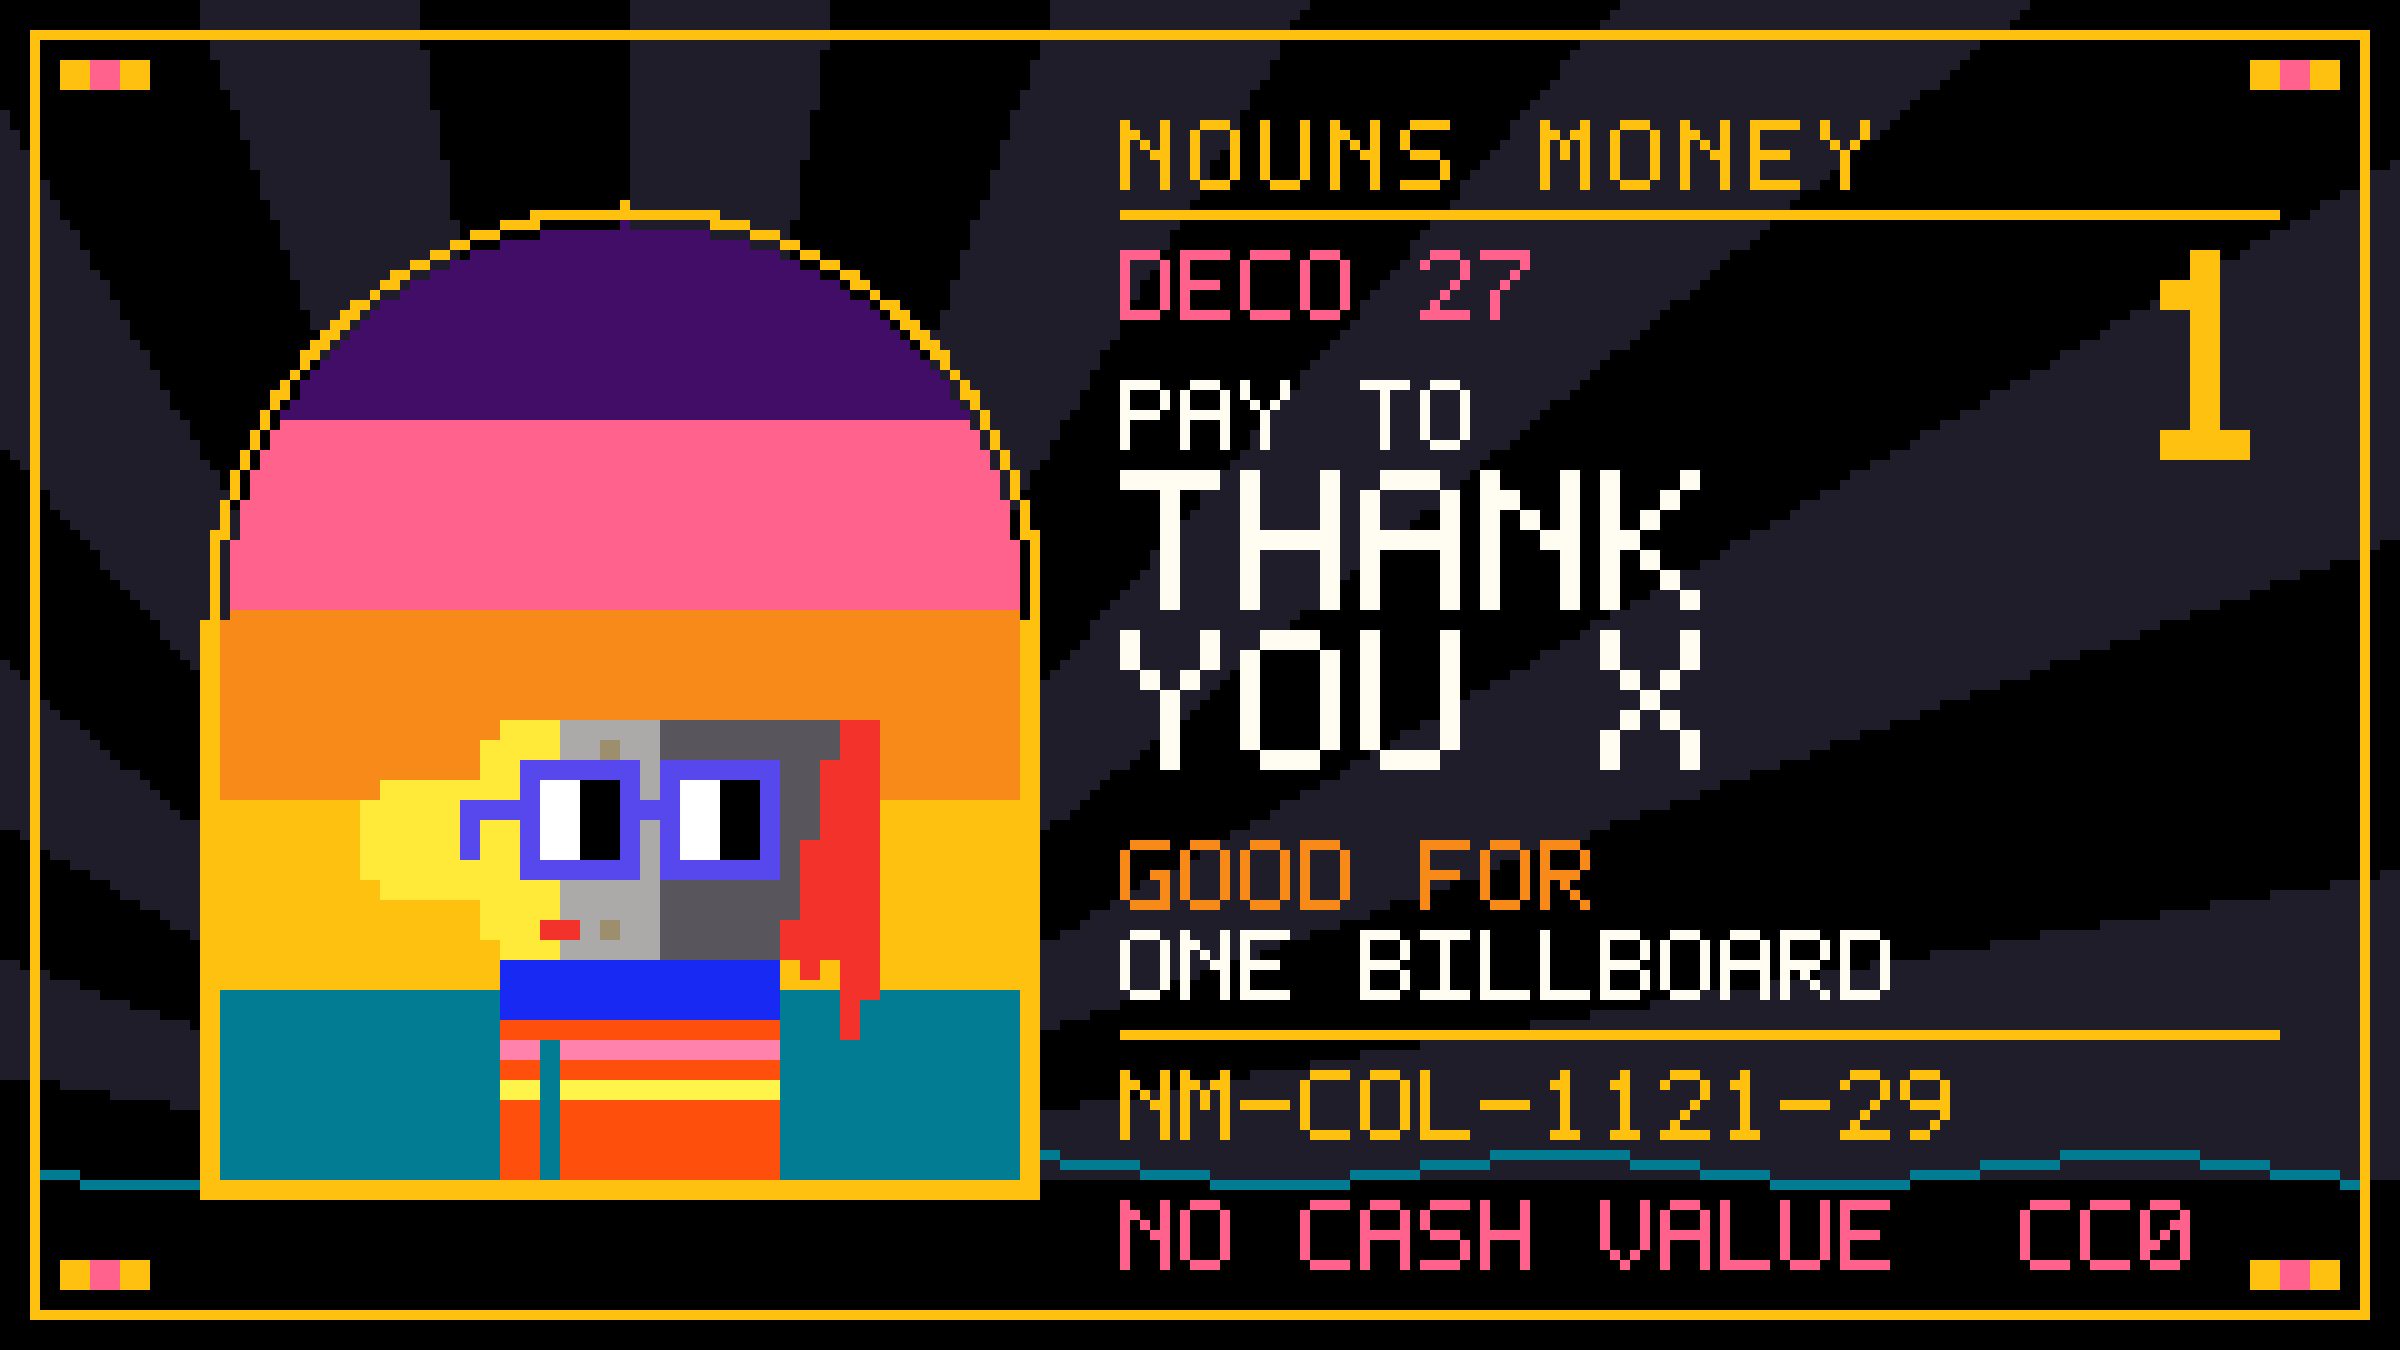 NOUNS MONEY
DECO 27
1
PAY TO
THANK
YOU X
GOOD FOR
ONE BILLBOARD
NM-COL-1121-29
NO CASH VALUE CC0